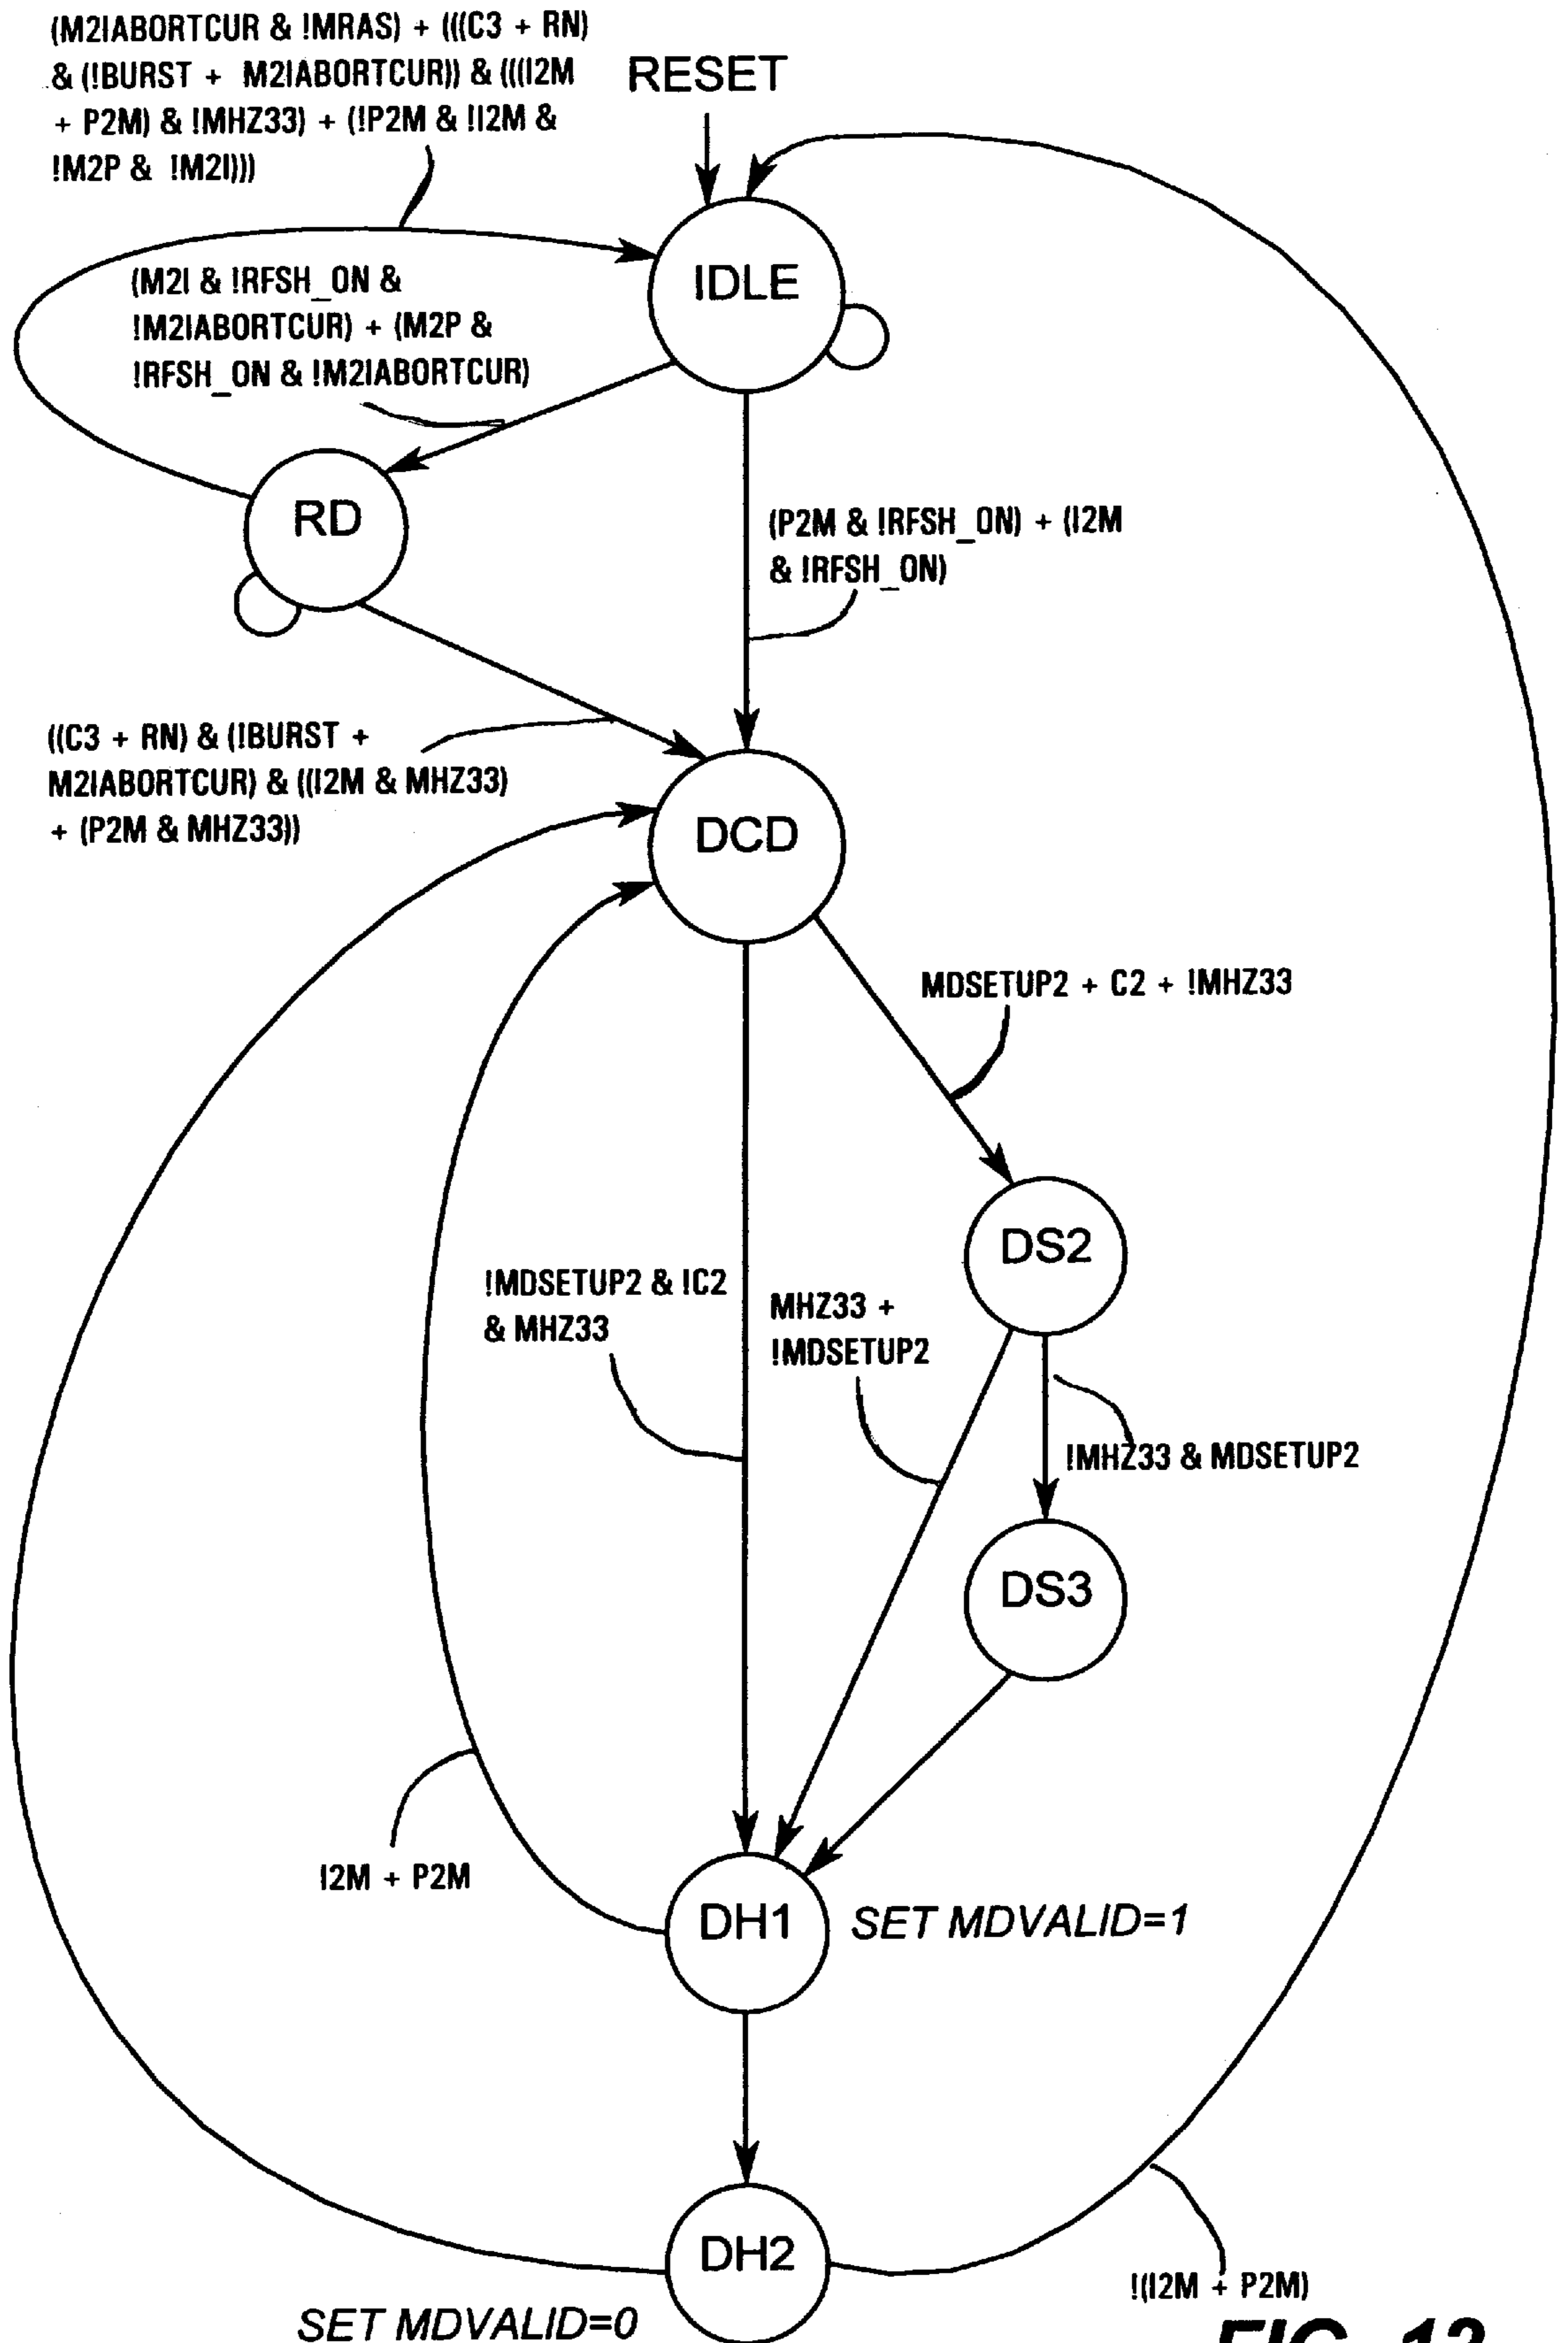 (M2IABORTCUR & !MRAS) + (((C3 + RN)
& (!BURST + M2IABORTCUR)) & (((I2M
+ P2M) & !MHZ33) + (!P2M & !I2M &
!M2P & !M2I)))
RESET
IDLE
(M2I & !RFSH_ON &
!M2IABORTCUR) + (M2P &
!RFSH_ON & !M2IABORTCUR)
RD
(P2M & !RFSH_ON) + (I2M
& !RFSH_ON)
((C3 + RN) & (!BURST +
M2IABORTCUR) & ((I2M & MHZ33)
+ (P2M & MHZ33))
DCD
MDSETUP2 + C2 + !MHZ33
DS2
!MDSETUP2 & !C2
& MHZ33
MHZ33 +
!MDSETUP2
!MHZ33 & MDSETUP2
DS3
I2M + P2M
DH1
SET MDVALID=1
DH2
!(I2M + P2M)
SET MDVALID=0